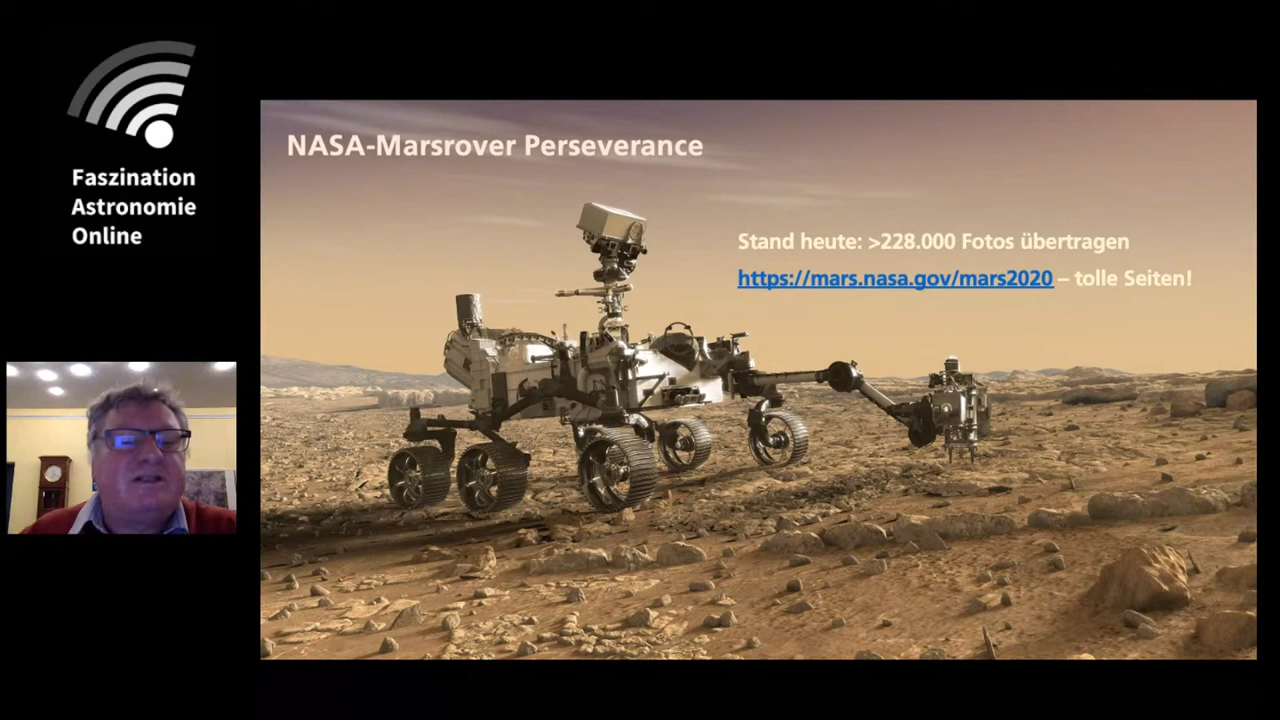 Faszination
Astronomie
Online
NASA-Marsrover Perseverance
Stand heute: >228.000 Fotos übertragen
https://mars.nasa.gov/mars2020 – tolle Seiten!